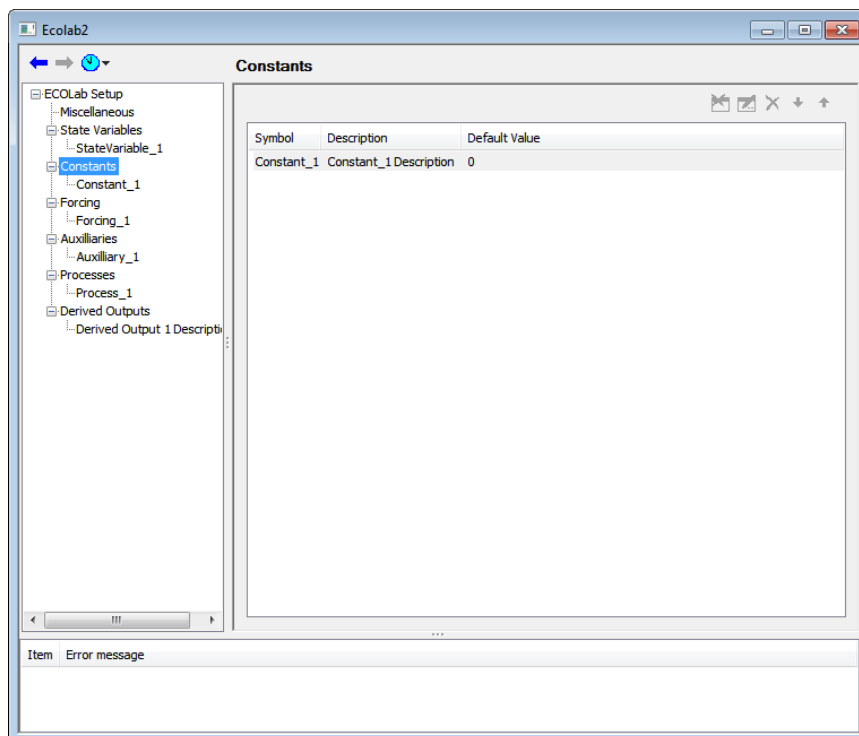 Ecolab2
Constants
ECOLab Setup
Miscellaneous
State Variables
StateVariable_1
Constants
Constant_1
Forcing
Forcing_1
Auxilliaries
Auxilliary_1
Processes
Process_1
Derived Outputs
Derived Output 1 Descripti
Symbol Description Default Value
Constant_1 Constant_1 Description 0
Item Error message